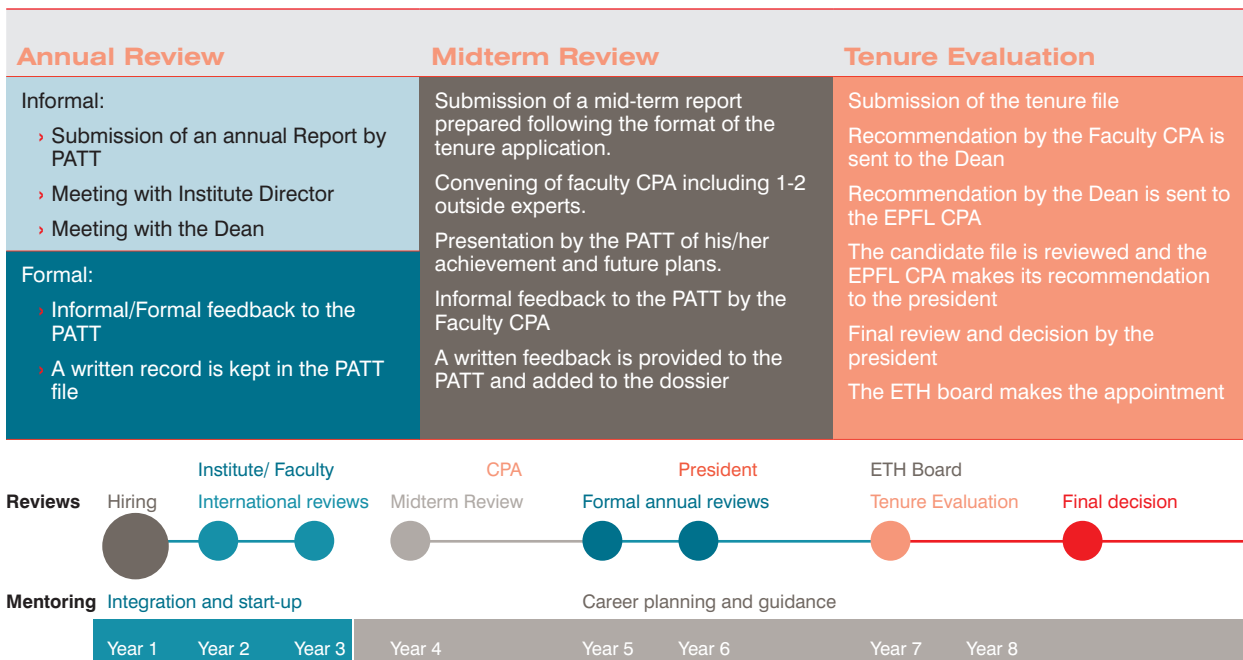 Annual Review
Informal:
› Submission of an annual Report by
PATT
› Meeting with Institute Director
› Meeting with the Dean
Formal:
› Informal/Formal feedback to the
PATT
› A written record is kept in the PATT
file
Midterm Review
Submission of a mid-term report
prepared following the format of the
tenure application.
Convening of faculty CPA including 1-2
outside experts.
Presentation by the PATT of his/her
achievement and future plans.
Informal feedback to the PATT by the
Faculty CPA
A written feedback is provided to the
PATT and added to the dossier
Tenure Evaluation
Submission of the tenure file
Recommendation by the Faculty CPA is
sent to the Dean
Recommendation by the Dean is sent to
the EPFL CPA
The candidate file is reviewed and the
EPFL CPA makes its recommendation
to the president
Final review and decision by the
president
The ETH board makes the appointment
Institute/ Faculty CPA President ETH Board
Reviews Hiring International reviews Midterm Review Formal annual reviews Tenure Evaluation Final decision
Mentoring Integration and start-up Career planning and guidance
Year 1 Year 2 Year 3 Year 4 Year 5 Year 6 Year 7 Year 8